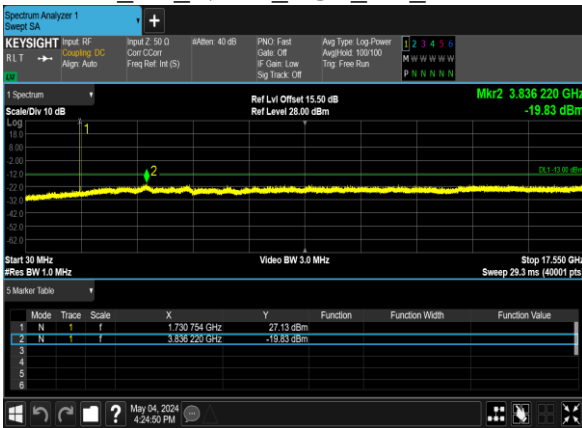 Spectrum Analyzer 1
Swept SA
KEYSIGHT Input: RF Input Z: 50 Ω #Atten: 40 dB PNO: Fast Avg Type: Log-Power 1 2 3 4 5 6
RLT Coupling: DC Corr CCorr Gate: Off Avg|Hold: 100/100 M W W W W W
Align: Auto Freq Ref: Int (S) IF Gain: Low Trig: Free Run
LW Sig Track: Off P N N N N N
1 Spectrum Ref Lvl Offset 15.50 dB Mkr2 3.836 220 GHz
Scale/Div 10 dB Ref Level 28.00 dBm -19.83 dBm
Log 1
18.0
8.00
-2.00
-12.0 2 DL1 -13.00 dBm
-22.0
-32.0
-42.0
-52.0
-62.0
Start 30 MHz Video BW 3.0 MHz Stop 17.550 GHz
#Res BW 1.0 MHz Sweep 29.3 ms (40001 pts
5 Marker Table
Mode Trace Scale X Y Function Function Width Function Value
1 N 1 f 1.730 754 GHz 27.13 dBm
2 N 1 f 3.836 220 GHz -19.83 dBm
3
4
5
6
? May 04, 2024
4:24:50 PM